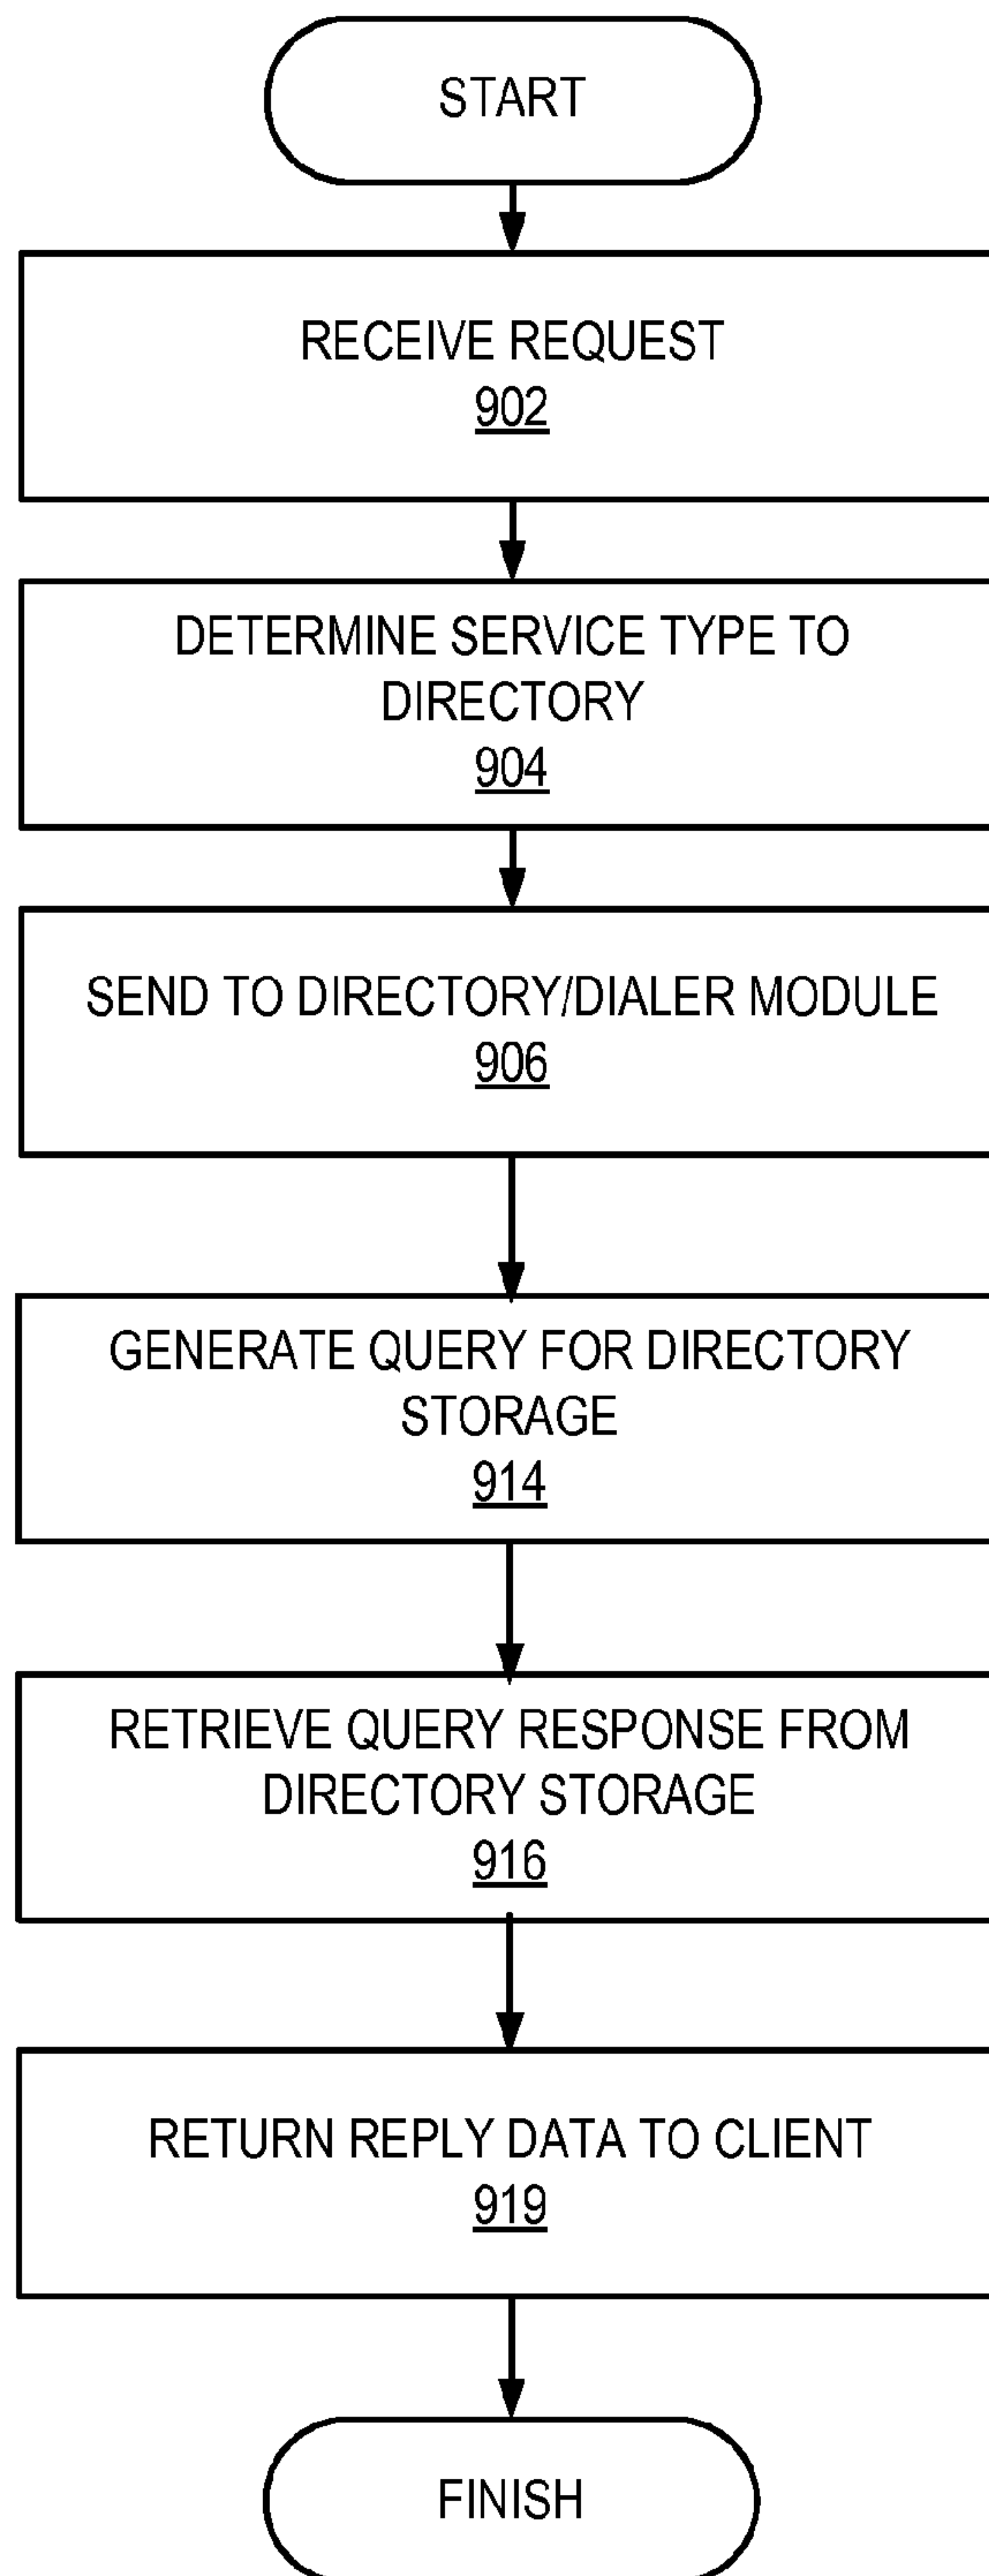 START
RECEIVE REQUEST
902
DETERMINE SERVICE TYPE TO
DIRECTORY
904
SEND TO DIRECTORY/DIALER MODULE
906
GENERATE QUERY FOR DIRECTORY
STORAGE
914
RETRIEVE QUERY RESPONSE FROM
DIRECTORY STORAGE
916
RETURN REPLY DATA TO CLIENT
919
FINISH